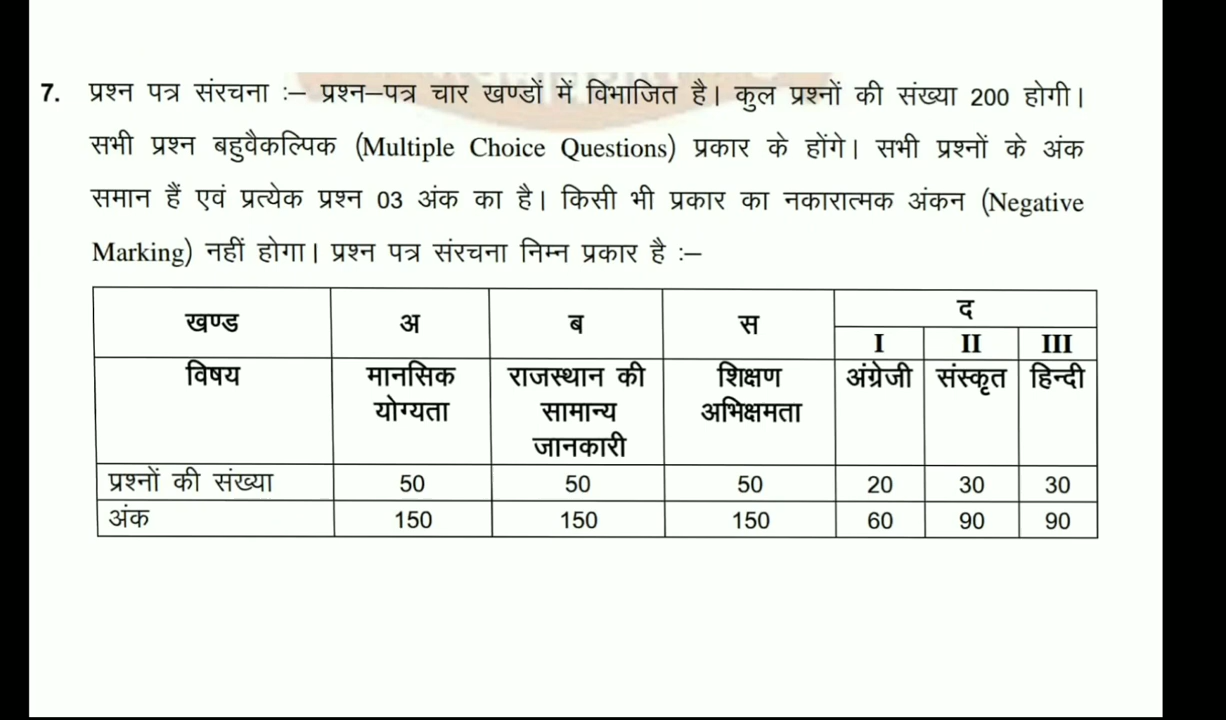 7. प्रश्न पत्र संरचना :– प्रश्न–पत्र चार खण्डों में विभाजित है। कुल प्रश्नों की संख्या 200 होगी।
सभी प्रश्न बहुवैकल्पिक (Multiple Choice Questions) प्रकार के होंगे। सभी प्रश्नों के अंक
समान हैं एवं प्रत्येक प्रश्न 03 अंक का है। किसी भी प्रकार का नकारात्मक अंकन (Negative
Marking) नहीं होगा। प्रश्न पत्र संरचना निम्न प्रकार है :–
खण्ड अ ब स द
I II III
विषय मानसिक राजस्थान की शिक्षण अंग्रेजी संस्कृत हिन्दी
योग्यता सामान्य अभिक्षमता
जानकारी
प्रश्नों की संख्या 50 50 50 20 30 30
अंक 150 150 150 60 90 90